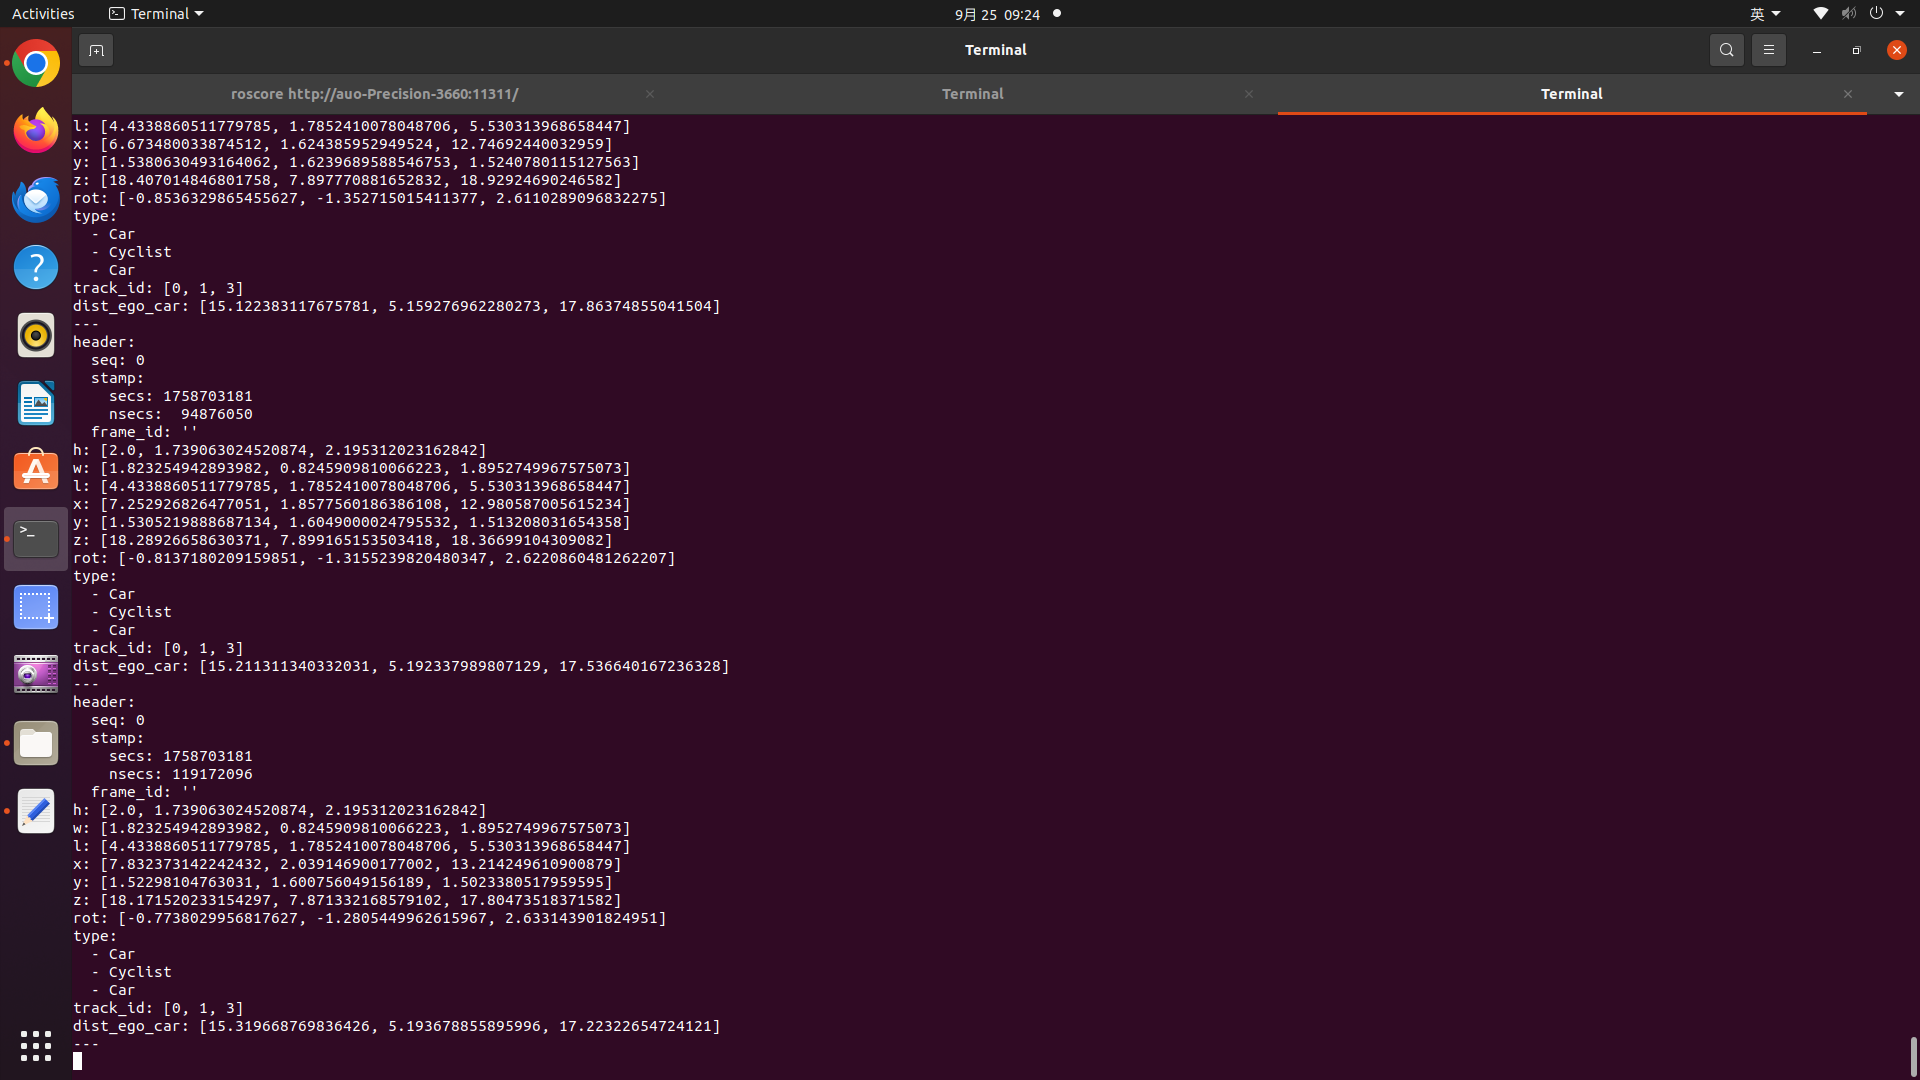 Activities
Terminal
9月 25 09:24
英
Terminal
roscore http://auo-Precision-3660:11311/
Terminal
Terminal
l: [4.4338860511779785, 1.7852410078048706, 5.530313968658447]
x: [6.673480033874512, 1.624385952949524, 12.74692440032959]
y: [1.5380630493164062, 1.6239689588546753, 1.5240780115127563]
z: [18.407014846801758, 7.897770881652832, 18.92924690246582]
rot: [-0.8536329865455627, -1.352715015411377, 2.6110289096832275]
type:
  - Car
  - Cyclist
  - Car
track_id: [0, 1, 3]
dist_ego_car: [15.122383117675781, 5.159276962280273, 17.86374855041504]
---
header:
  seq: 0
  stamp:
    secs: 1758703181
    nsecs:  94876050
  frame_id: ''
h: [2.0, 1.739063024520874, 2.195312023162842]
w: [1.823254942893982, 0.8245909810066223, 1.8952749967575073]
l: [4.4338860511779785, 1.7852410078048706, 5.530313968658447]
x: [7.252926826477051, 1.8577560186386108, 12.980587005615234]
y: [1.5305219888687134, 1.6049000024795532, 1.513208031654358]
z: [18.28926658630371, 7.899165153503418, 18.36699104309082]
rot: [-0.8137180209159851, -1.3155239820480347, 2.6220860481262207]
type:
  - Car
  - Cyclist
  - Car
track_id: [0, 1, 3]
dist_ego_car: [15.211311340332031, 5.192337989807129, 17.536640167236328]
---
header:
  seq: 0
  stamp:
    secs: 1758703181
    nsecs: 119172096
  frame_id: ''
h: [2.0, 1.739063024520874, 2.195312023162842]
w: [1.823254942893982, 0.8245909810066223, 1.8952749967575073]
l: [4.4338860511779785, 1.7852410078048706, 5.530313968658447]
x: [7.832373142242432, 2.039146900177002, 13.214249610900879]
y: [1.52298104763031, 1.600756049156189, 1.5023380517959595]
z: [18.171520233154297, 7.871332168579102, 17.80473518371582]
rot: [-0.7738029956817627, -1.2805449962615967, 2.633143901824951]
type:
  - Car
  - Cyclist
  - Car
track_id: [0, 1, 3]
dist_ego_car: [15.319668769836426, 5.193678855895996, 17.22322654724121]
---